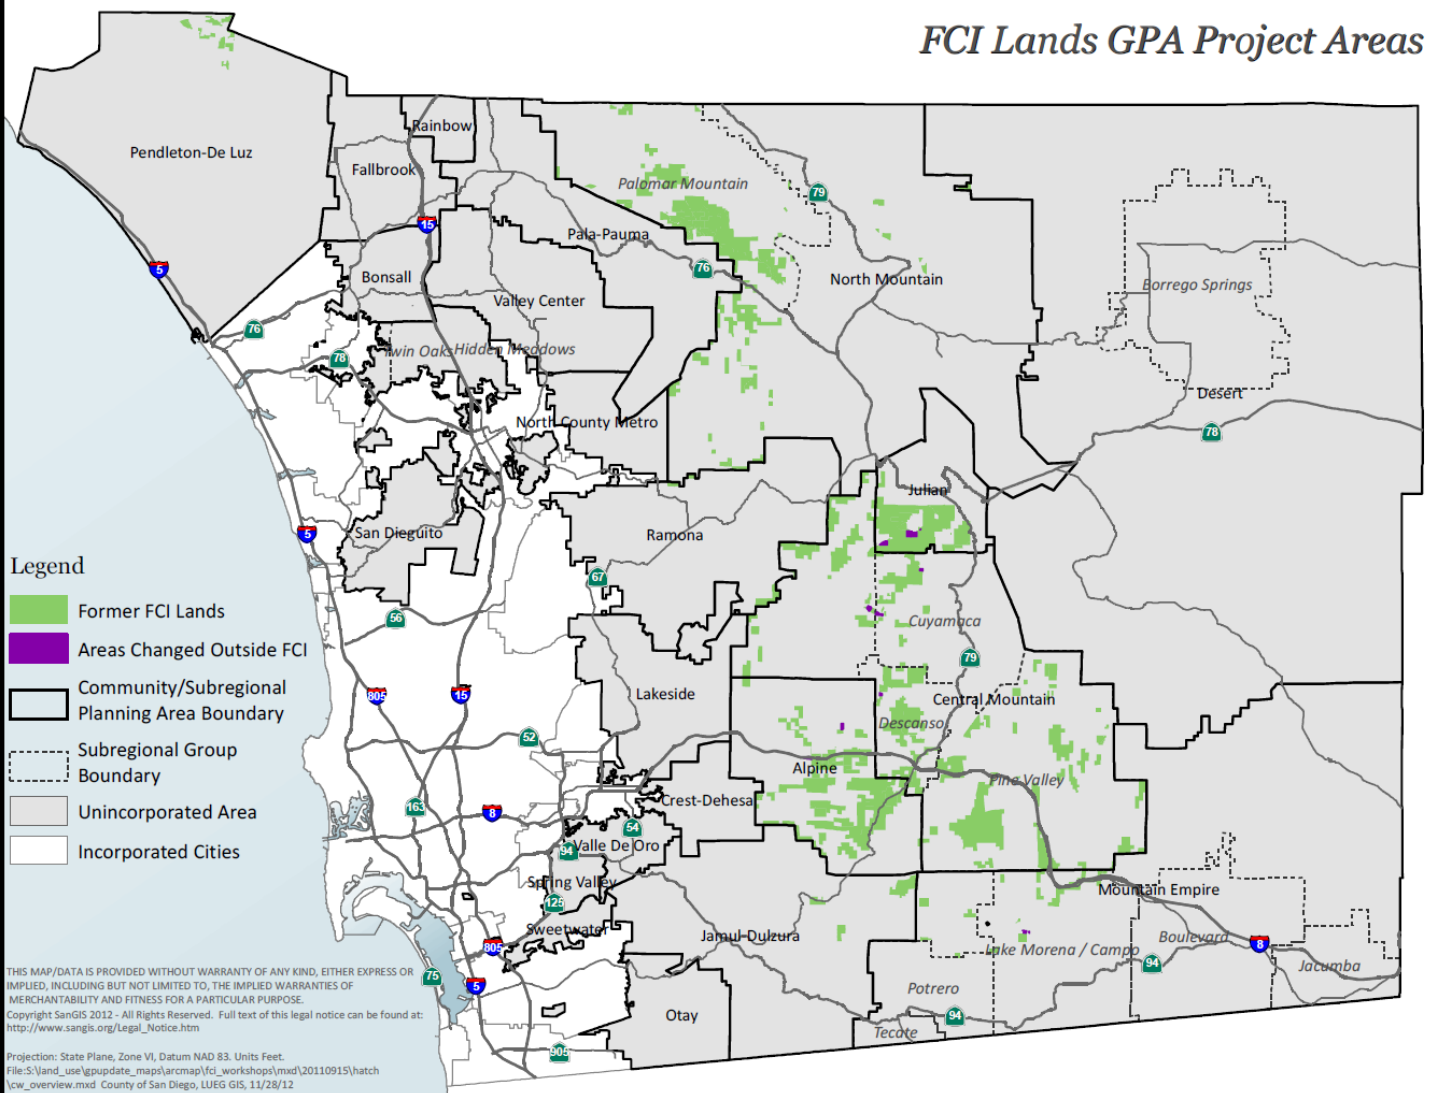 FCI Lands GPA Project Areas
Rainbow
Pendleton-De Luz
Fallbrook
Palomar Mountain
79
15
Pala-Pauma
5
76
North Mountain
Bonsall
Borrego Springs
Valley Center
76
Twin Oaks
Hidden Meadows
78
Desert
North County Metro
78
Julian
San Dieguito
Ramona
5
67
56
Cuyamaca
79
Lakeside
805
15
Central Mountain
Descanso
52
Alpine
Pine Valley
Crest-Dehesa
163
8
54
Valle De Oro
94
Spring Valley
Mountain Empire
125
Sweetwater
Jamul-Dulzura
Boulevard
805
Lake Morena / Campo
8
94
Jacumba
75
5
Potrero
Otay
94
Tecate
905
Legend
Former FCI Lands
Areas Changed Outside FCI
Community/Subregional
Planning Area Boundary
Subregional Group
Boundary
Unincorporated Area
Incorporated Cities
THIS MAP/DATA IS PROVIDED WITHOUT WARRANTY OF ANY KIND, EITHER EXPRESS OR
IMPLIED, INCLUDING BUT NOT LIMITED TO, THE IMPLIED WARRANTIES OF
MERCHANTABILITY AND FITNESS FOR A PARTICULAR PURPOSE.
Copyright SanGIS 2012 - All Rights Reserved. Full text of this legal notice can be found at:
http://www.sangis.org/Legal_Notice.htm
Projection: State Plane, Zone VI, Datum NAD 83. Units Feet.
File:S:\land_use\gpupdate_maps\arcmap\fci_workshops\mxd\20110915\hatch
\cw_overview.mxd County of San Diego, LUEG GIS, 11/28/12